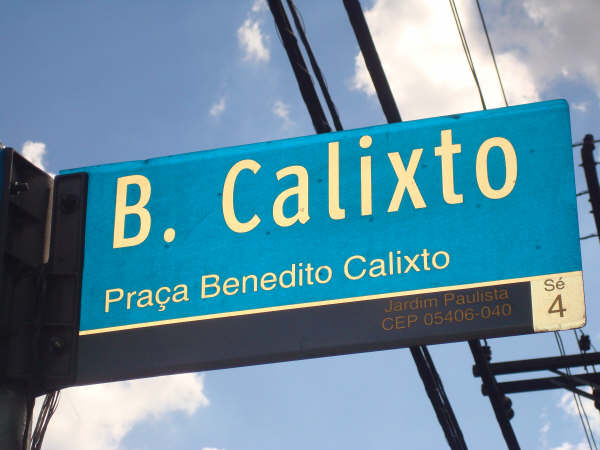 B. Calixto
Praça Benedito Calixto
Jardim Paulista
CEP 05406-040
Sé
4